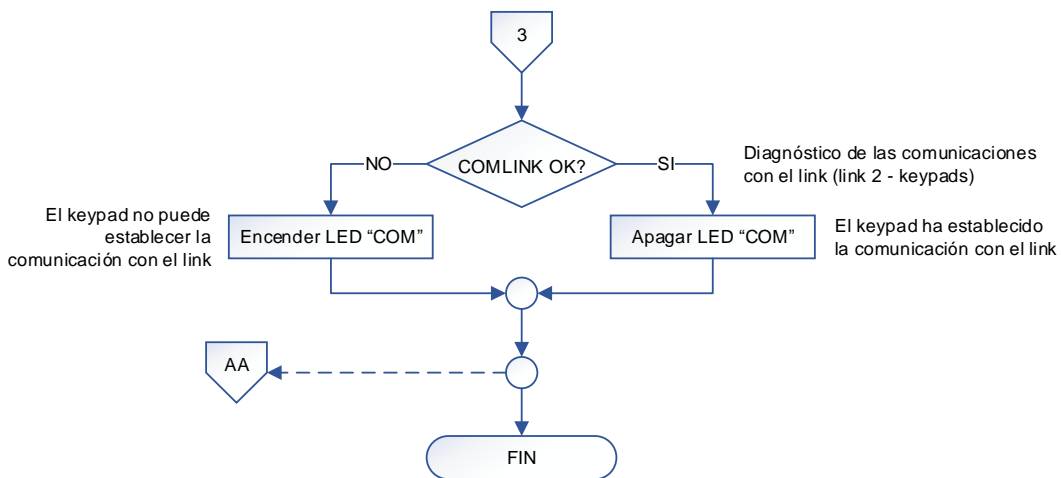 3
COMLINK OK?
NO
SI
Diagnóstico de las comunicaciones
con el link (link 2 - keypads)
El keypad no puede
establecer la
comunicación con el link
Encender LED “COM”
Apagar LED “COM”
El keypad ha establecido
la comunicación con el link
AA
FIN